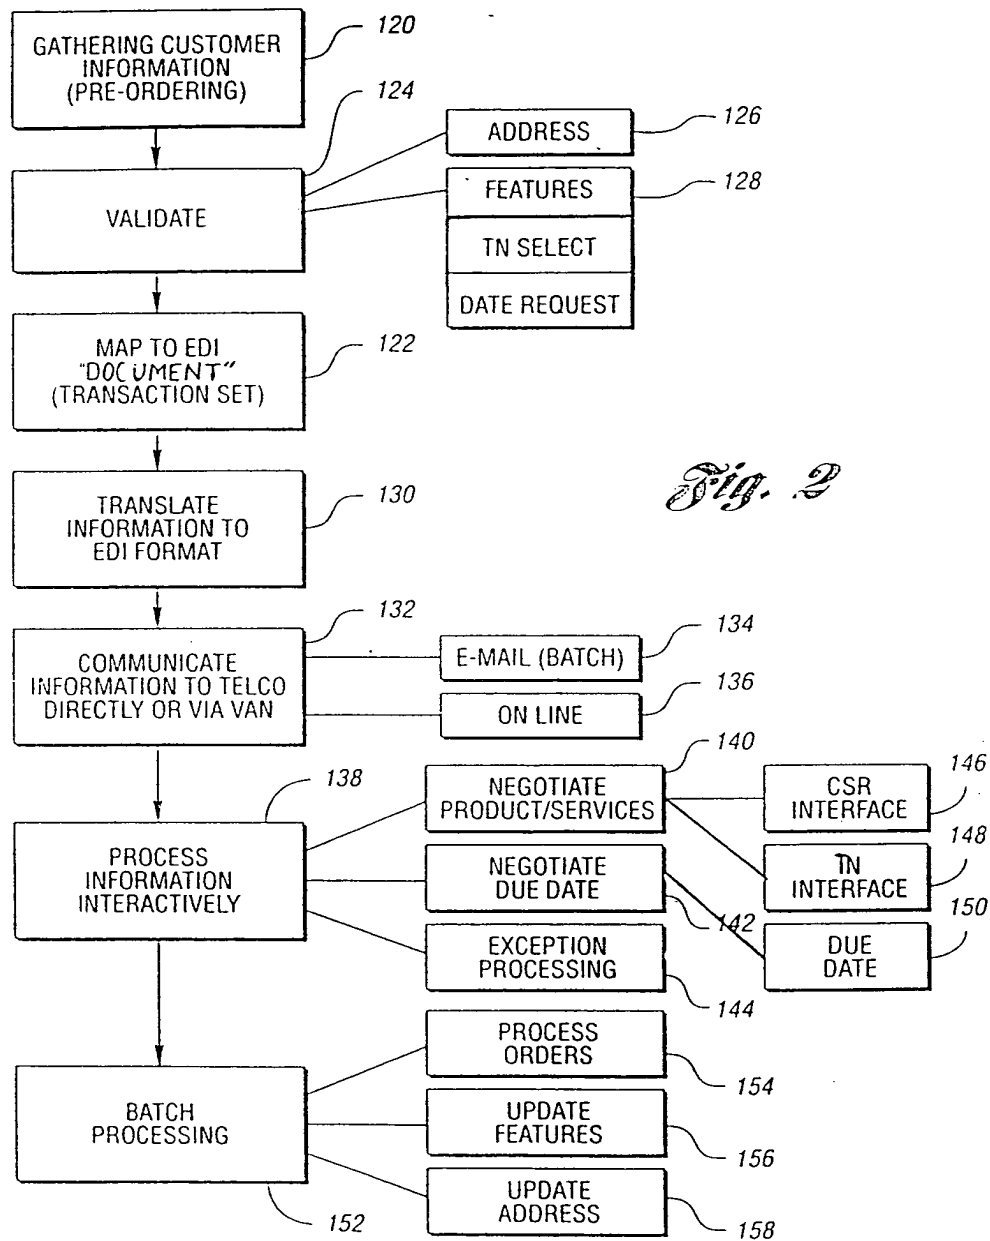 GATHERING CUSTOMER
INFORMATION
(PRE-ORDERING)
120
124
VALIDATE
ADDRESS
126
FEATURES
128
TN SELECT
DATE REQUEST
MAP TO EDI
"DOCUMENT"
(TRANSACTION SET)
122
TRANSLATE
INFORMATION TO
EDI FORMAT
130
Fig. 2
132
COMMUNICATE
INFORMATION TO TELCO
DIRECTLY OR VIA VAN
E-MAIL (BATCH)
134
ON LINE
136
138
PROCESS
INFORMATION
INTERACTIVELY
140
NEGOTIATE
PRODUCT/SERVICES
CSR
INTERFACE
146
NEGOTIATE
DUE DATE
142
TN
INTERFACE
148
EXCEPTION
PROCESSING
144
DUE
DATE
150
BATCH
PROCESSING
152
PROCESS
ORDERS
154
UPDATE
FEATURES
156
UPDATE
ADDRESS
158